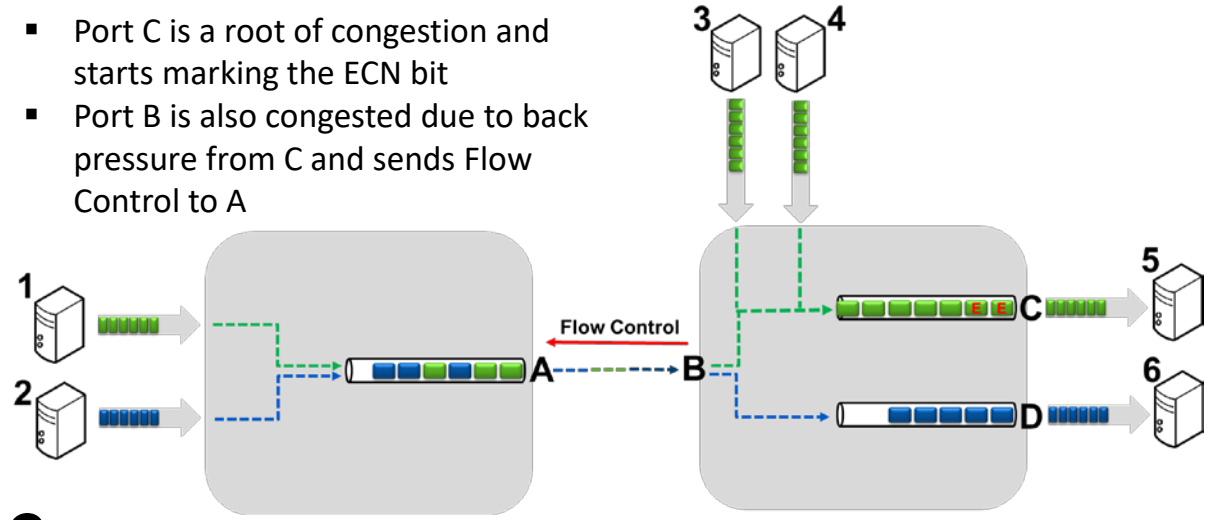 ▪ Port C is a root of congestion and
starts marking the ECN bit
▪ Port B is also congested due to back
pressure from C and sends Flow
Control to A
3 4
1
2
Flow Control
A
B
E E
C
D
5
6